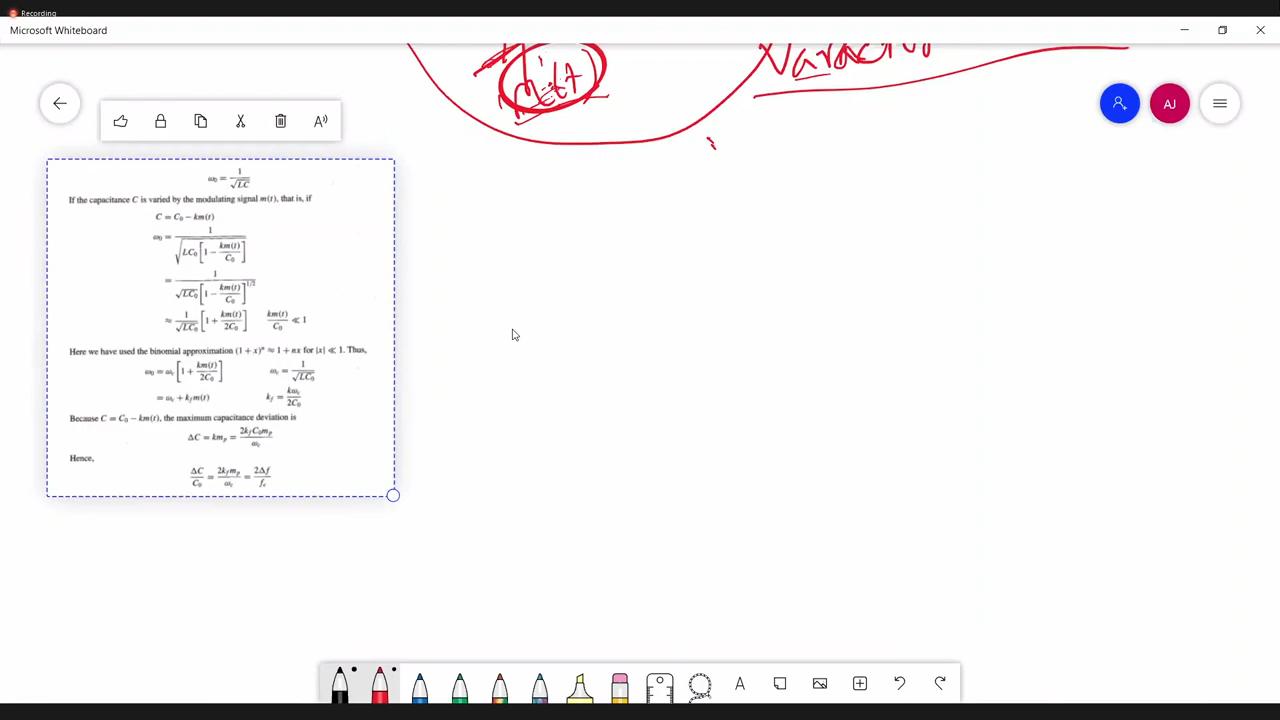 Recording
Microsoft Whiteboard
Varacto
m(t)
AJ
ω₀ = 1/√LC
If the capacitance C is varied by the modulating signal m(t), that is, if
C = C₀ − km(t)
ω₀ = 1/√(LC₀[1 − km(t)/C₀])
= 1/(√LC₀ [1 − km(t)/C₀]^1/2)
≈ 1/√LC₀ [1 + km(t)/2C₀] km(t)/C₀ ≪ 1
Here we have used the binomial approximation (1 + x)ⁿ ≈ 1 + nx for |x| ≪ 1. Thus,
ω₀ = ω_c [1 + km(t)/2C₀] ω_c = 1/√LC₀
= ω_c + k_f m(t) k_f = kω_c/2C₀
Because C = C₀ − km(t), the maximum capacitance deviation is
ΔC = km_p = 2k_f C₀m_p/ω_c
Hence,
ΔC/C₀ = 2k_f m_p/ω_c = 2Δf/f_c
A